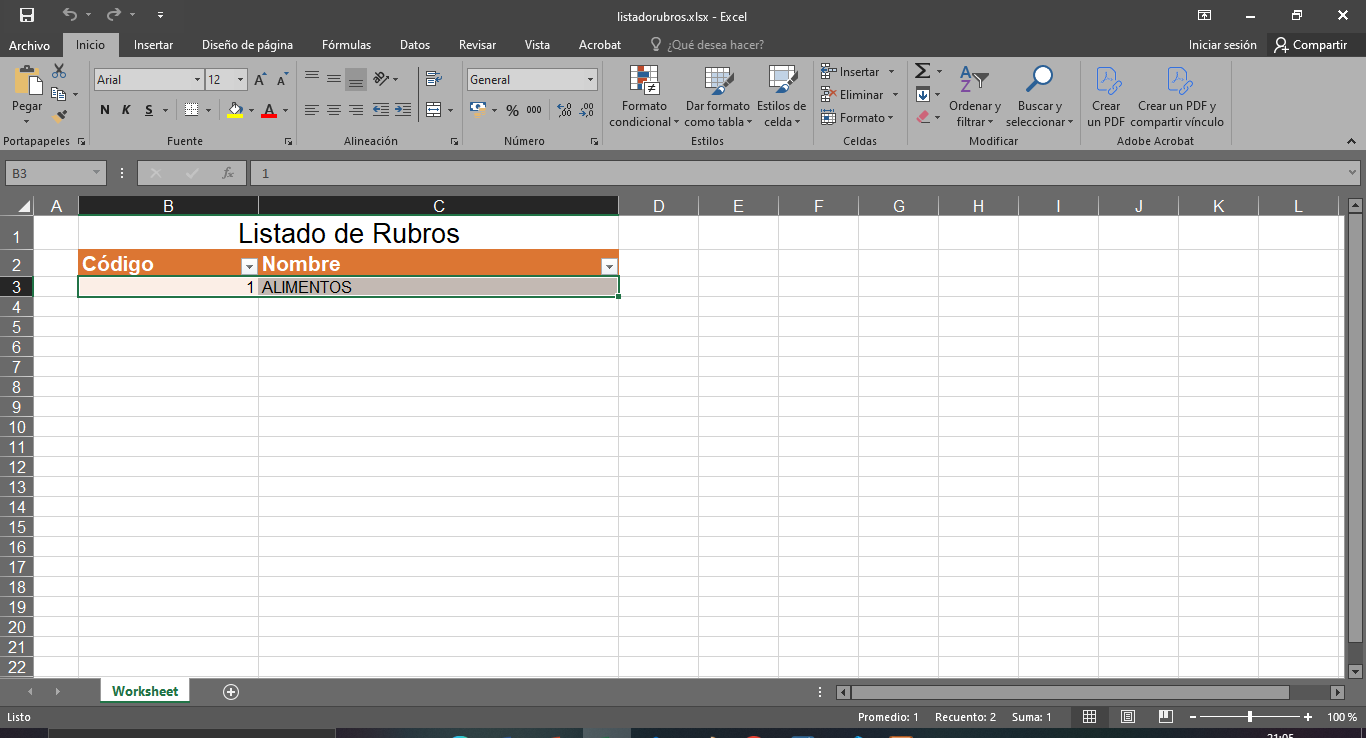 listadorubros.xlsx - Excel
Archivo Inicio Insertar Diseño de página Fórmulas Datos Revisar Vista Acrobat ¿Qué desea hacer? Iniciar sesión Compartir
Pegar
Arial 12
N K S
General
% 000
Formato condicional
Dar formato como tabla
Estilos de celda
Insertar
Eliminar
Formato
Ordenar y filtrar
Buscar y seleccionar
Crear un PDF
Crear un PDF y compartir vínculo
Portapapeles Fuente Alineación Número Estilos Celdas Modificar Adobe Acrobat
B3 fx 1
A B C D E F G H I J K L
1 Listado de Rubros
2 Código Nombre
3 1 ALIMENTOS
4
5
6
7
8
9
10
11
12
13
14
15
16
17
18
19
20
21
22
Worksheet
Listo Promedio: 1 Recuento: 2 Suma: 1 100 %